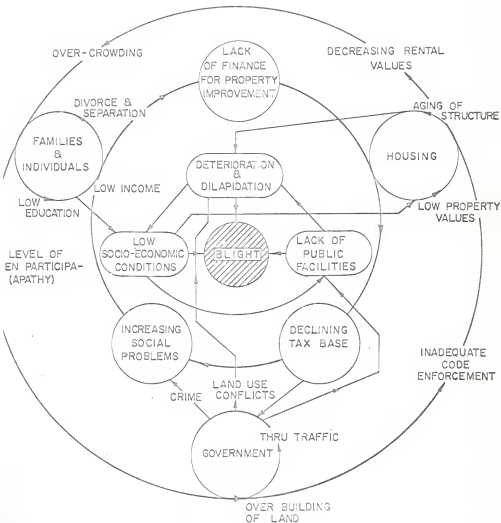 OVER-CROWDING
LACK
OF FINANCE
FOR PROPERTY
IMPROVEMENT
DECREASING RENTAL
VALUES
DIVORCE &
SEPARATION
AGING OF
STRUCTURE
FAMILIES
&
INDIVIDUALS
DETERIORATION
&
DILAPIDATION
HOUSING
LOW INCOME
LOW
EDUCATION
LOW PROPERTY
VALUES
LEVEL OF
EN PARTICIPA-
(APATHY)
LOW
SOCIO-ECONOMIC
CONDITIONS
BLIGHT
LACK OF
PUBLIC
FACILITIES
INCREASING
SOCIAL
PROBLEMS
DECLINING
TAX BASE
INADEQUATE
CODE
ENFORCEMENT
CRIME
LAND USE
CONFLICTS
THRU TRAFFIC
GOVERNMENT
OVER BUILDING
OF LAND